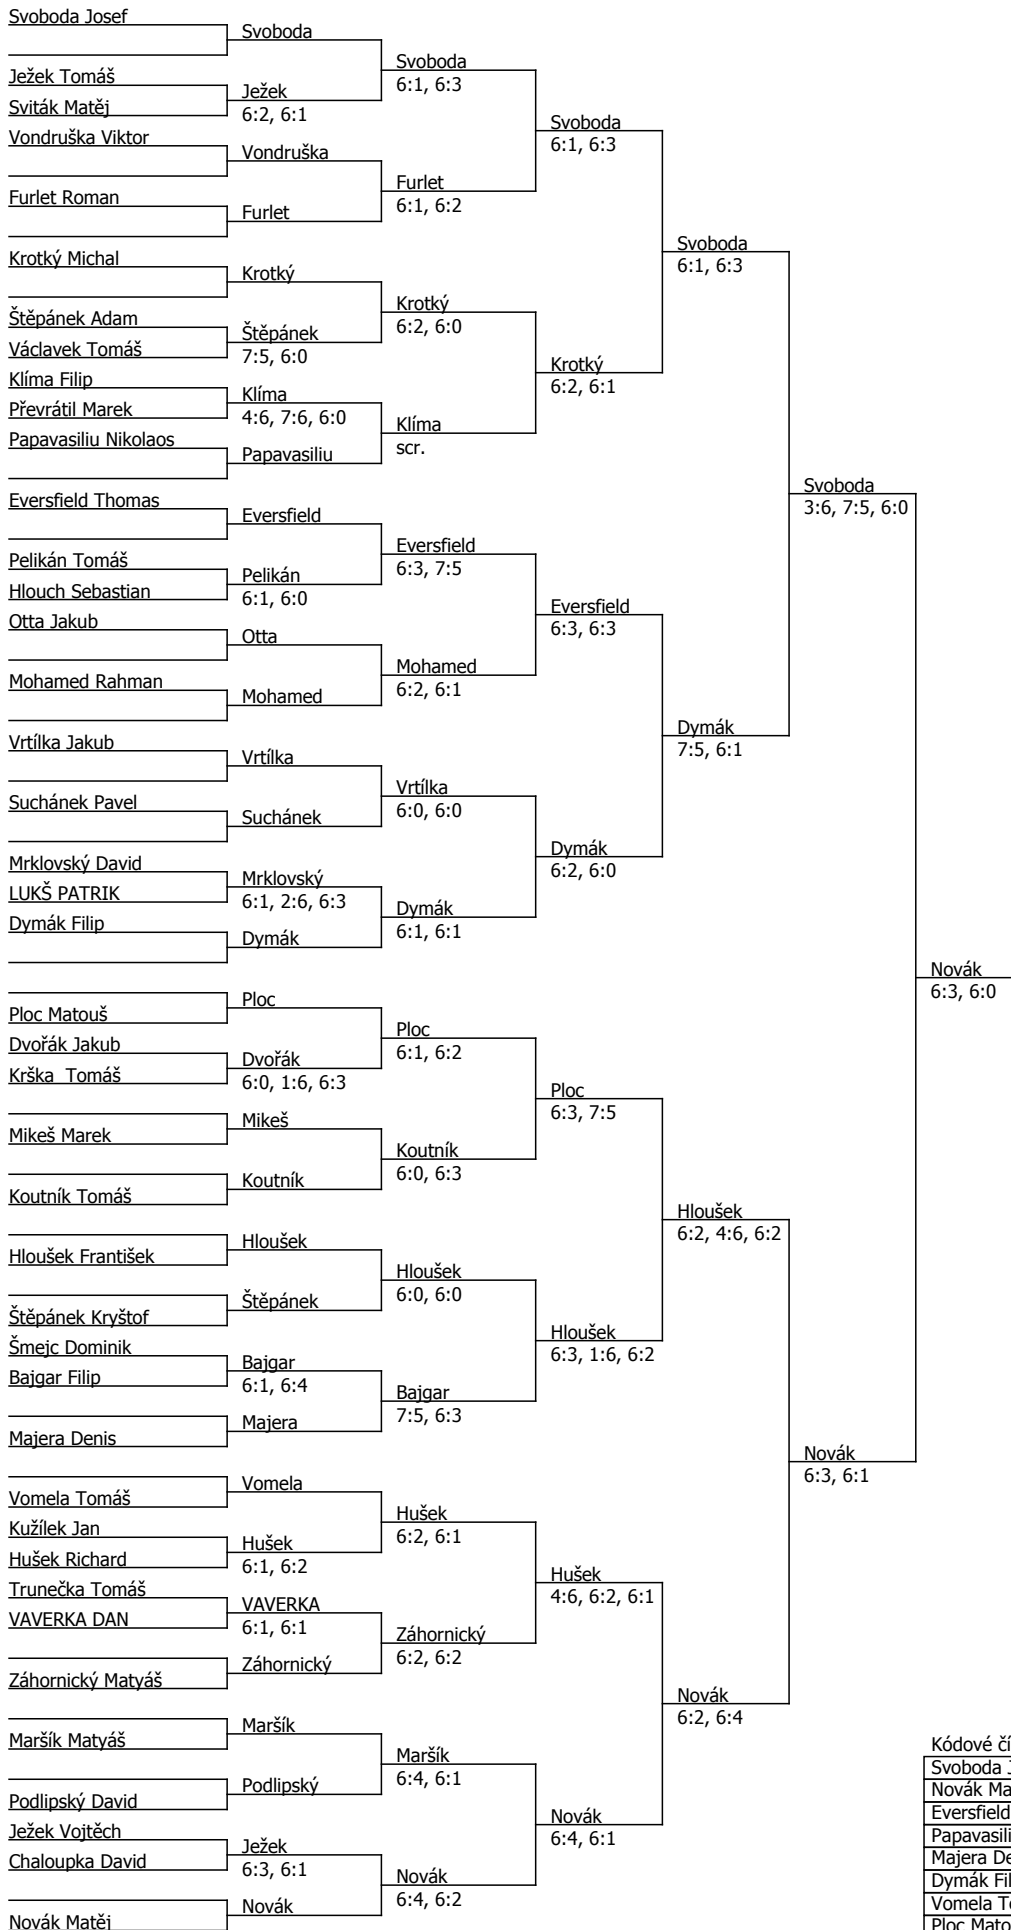 Svoboda Josef
Svoboda
Svoboda
6:1, 6:3
Ježek Tomáš
Ježek
6:2, 6:1
Sviták Matěj
Svoboda
6:1, 6:3
Vondruška Viktor
Vondruška
Furlet
6:1, 6:2
Furlet Roman
Furlet
Svoboda
6:1, 6:3
Krotký Michal
Krotký
Krotký
6:2, 6:0
Štěpánek Adam
Štěpánek
7:5, 6:0
Václavek Tomáš
Krotký
6:2, 6:1
Klíma Filip
Klíma
4:6, 7:6, 6:0
Převrátil Marek
Klíma
scr.
Papavasiliu Nikolaos
Papavasiliu
Svoboda
3:6, 7:5, 6:0
Eversfield Thomas
Eversfield
Eversfield
6:3, 7:5
Pelikán Tomáš
Pelikán
6:1, 6:0
Hlouch Sebastian
Eversfield
6:3, 6:3
Otta Jakub
Otta
Mohamed
6:2, 6:1
Mohamed Rahman
Mohamed
Dymák
7:5, 6:1
Vrtílka Jakub
Vrtílka
Vrtílka
6:0, 6:0
Suchánek Pavel
Suchánek
Dymák
6:2, 6:0
Mrklovský David
Mrklovský
6:1, 2:6, 6:3
LUKŠ PATRIK
Dymák
6:1, 6:1
Dymák Filip
Dymák
Novák
6:3, 6:0
Ploc
Ploc Matouš
Ploc
6:1, 6:2
Dvořák Jakub
Dvořák
6:0, 1:6, 6:3
Krška  Tomáš
Ploc
6:3, 7:5
Mikeš
Mikeš Marek
Koutník
6:0, 6:3
Koutník
Koutník Tomáš
Hloušek
6:2, 4:6, 6:2
Hloušek
Hloušek František
Hloušek
6:0, 6:0
Štěpánek
Štěpánek Kryštof
Hloušek
6:3, 1:6, 6:2
Šmejc Dominik
Bajgar
6:1, 6:4
Bajgar Filip
Bajgar
7:5, 6:3
Majera
Majera Denis
Novák
6:3, 6:1
Vomela
Vomela Tomáš
Hušek
6:2, 6:1
Kužílek Jan
Hušek
6:1, 6:2
Hušek Richard
Hušek
4:6, 6:2, 6:1
Trunečka Tomáš
VAVERKA
6:1, 6:1
VAVERKA DAN
Záhornický
6:2, 6:2
Záhornický
Záhornický Matyáš
Novák
6:2, 6:4
Maršík
Maršík Matyáš
Maršík
6:4, 6:1
Podlipský
Podlipský David
Novák
6:4, 6:1
Ježek Vojtěch
Ježek
6:3, 6:1
Chaloupka David
Novák
6:4, 6:2
Novák
Novák Matěj
Kódové čí
Svoboda J
Novák Ma
Eversfield
Papavasili
Majera De
Dymák Fil
Vomela To
Ploc Mato